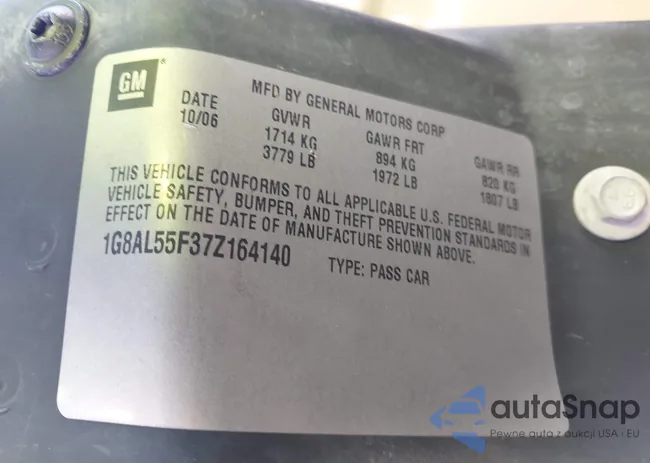 GM
MFD BY GENERAL MOTORS CORP
DATE GVWR GAWR FRT GAWR RR
10/06 1714 KG 894 KG 820 KG
3779 LB 1972 LB 1807 LB
THIS VEHICLE CONFORMS TO ALL APPLICABLE U.S. FEDERAL MOTOR
VEHICLE SAFETY, BUMPER, AND THEFT PREVENTION STANDARDS IN
EFFECT ON THE DATE OF MANUFACTURE SHOWN ABOVE.
1G8AL55F37Z164140 TYPE: PASS CAR
autaSnap
Pewne auta z aukcji USA i EU